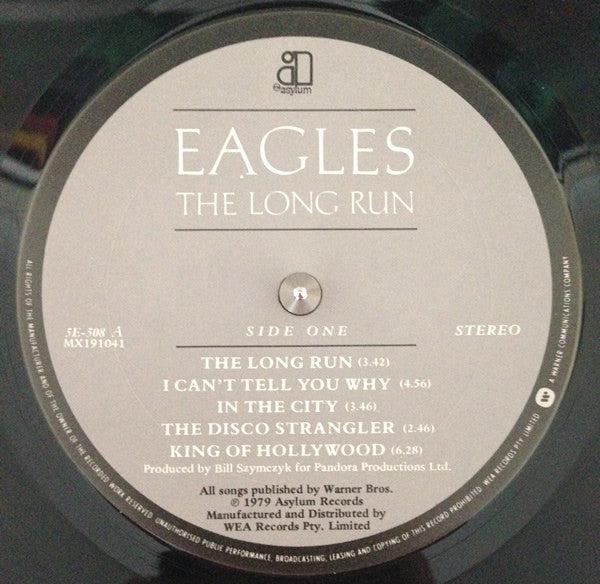 asylum
EAGLES
THE LONG RUN
5E-508 A
MX191041
SIDE ONE
STEREO
THE LONG RUN (3.42)
I CAN'T TELL YOU WHY (4.56)
IN THE CITY (3.46)
THE DISCO STRANGLER (2.46)
KING OF HOLLYWOOD (6.28)
Produced by Bill Szymczyk for Pandora Productions Ltd.
All songs published by Warner Bros.
℗ 1979 Asylum Records
Manufactured and Distributed by
WEA Records Pty. Limited
ALL RIGHTS OF THE MANUFACTURER AND OF THE OWNER OF THE RECORDED WORK RESERVED. UNAUTHORISED PUBLIC PERFORMANCE, BROADCASTING, LEASING AND COPYING OF THIS RECORD PROHIBITED. WEA RECORDS PTY. LIMITED
A WARNER COMMUNICATIONS COMPANY